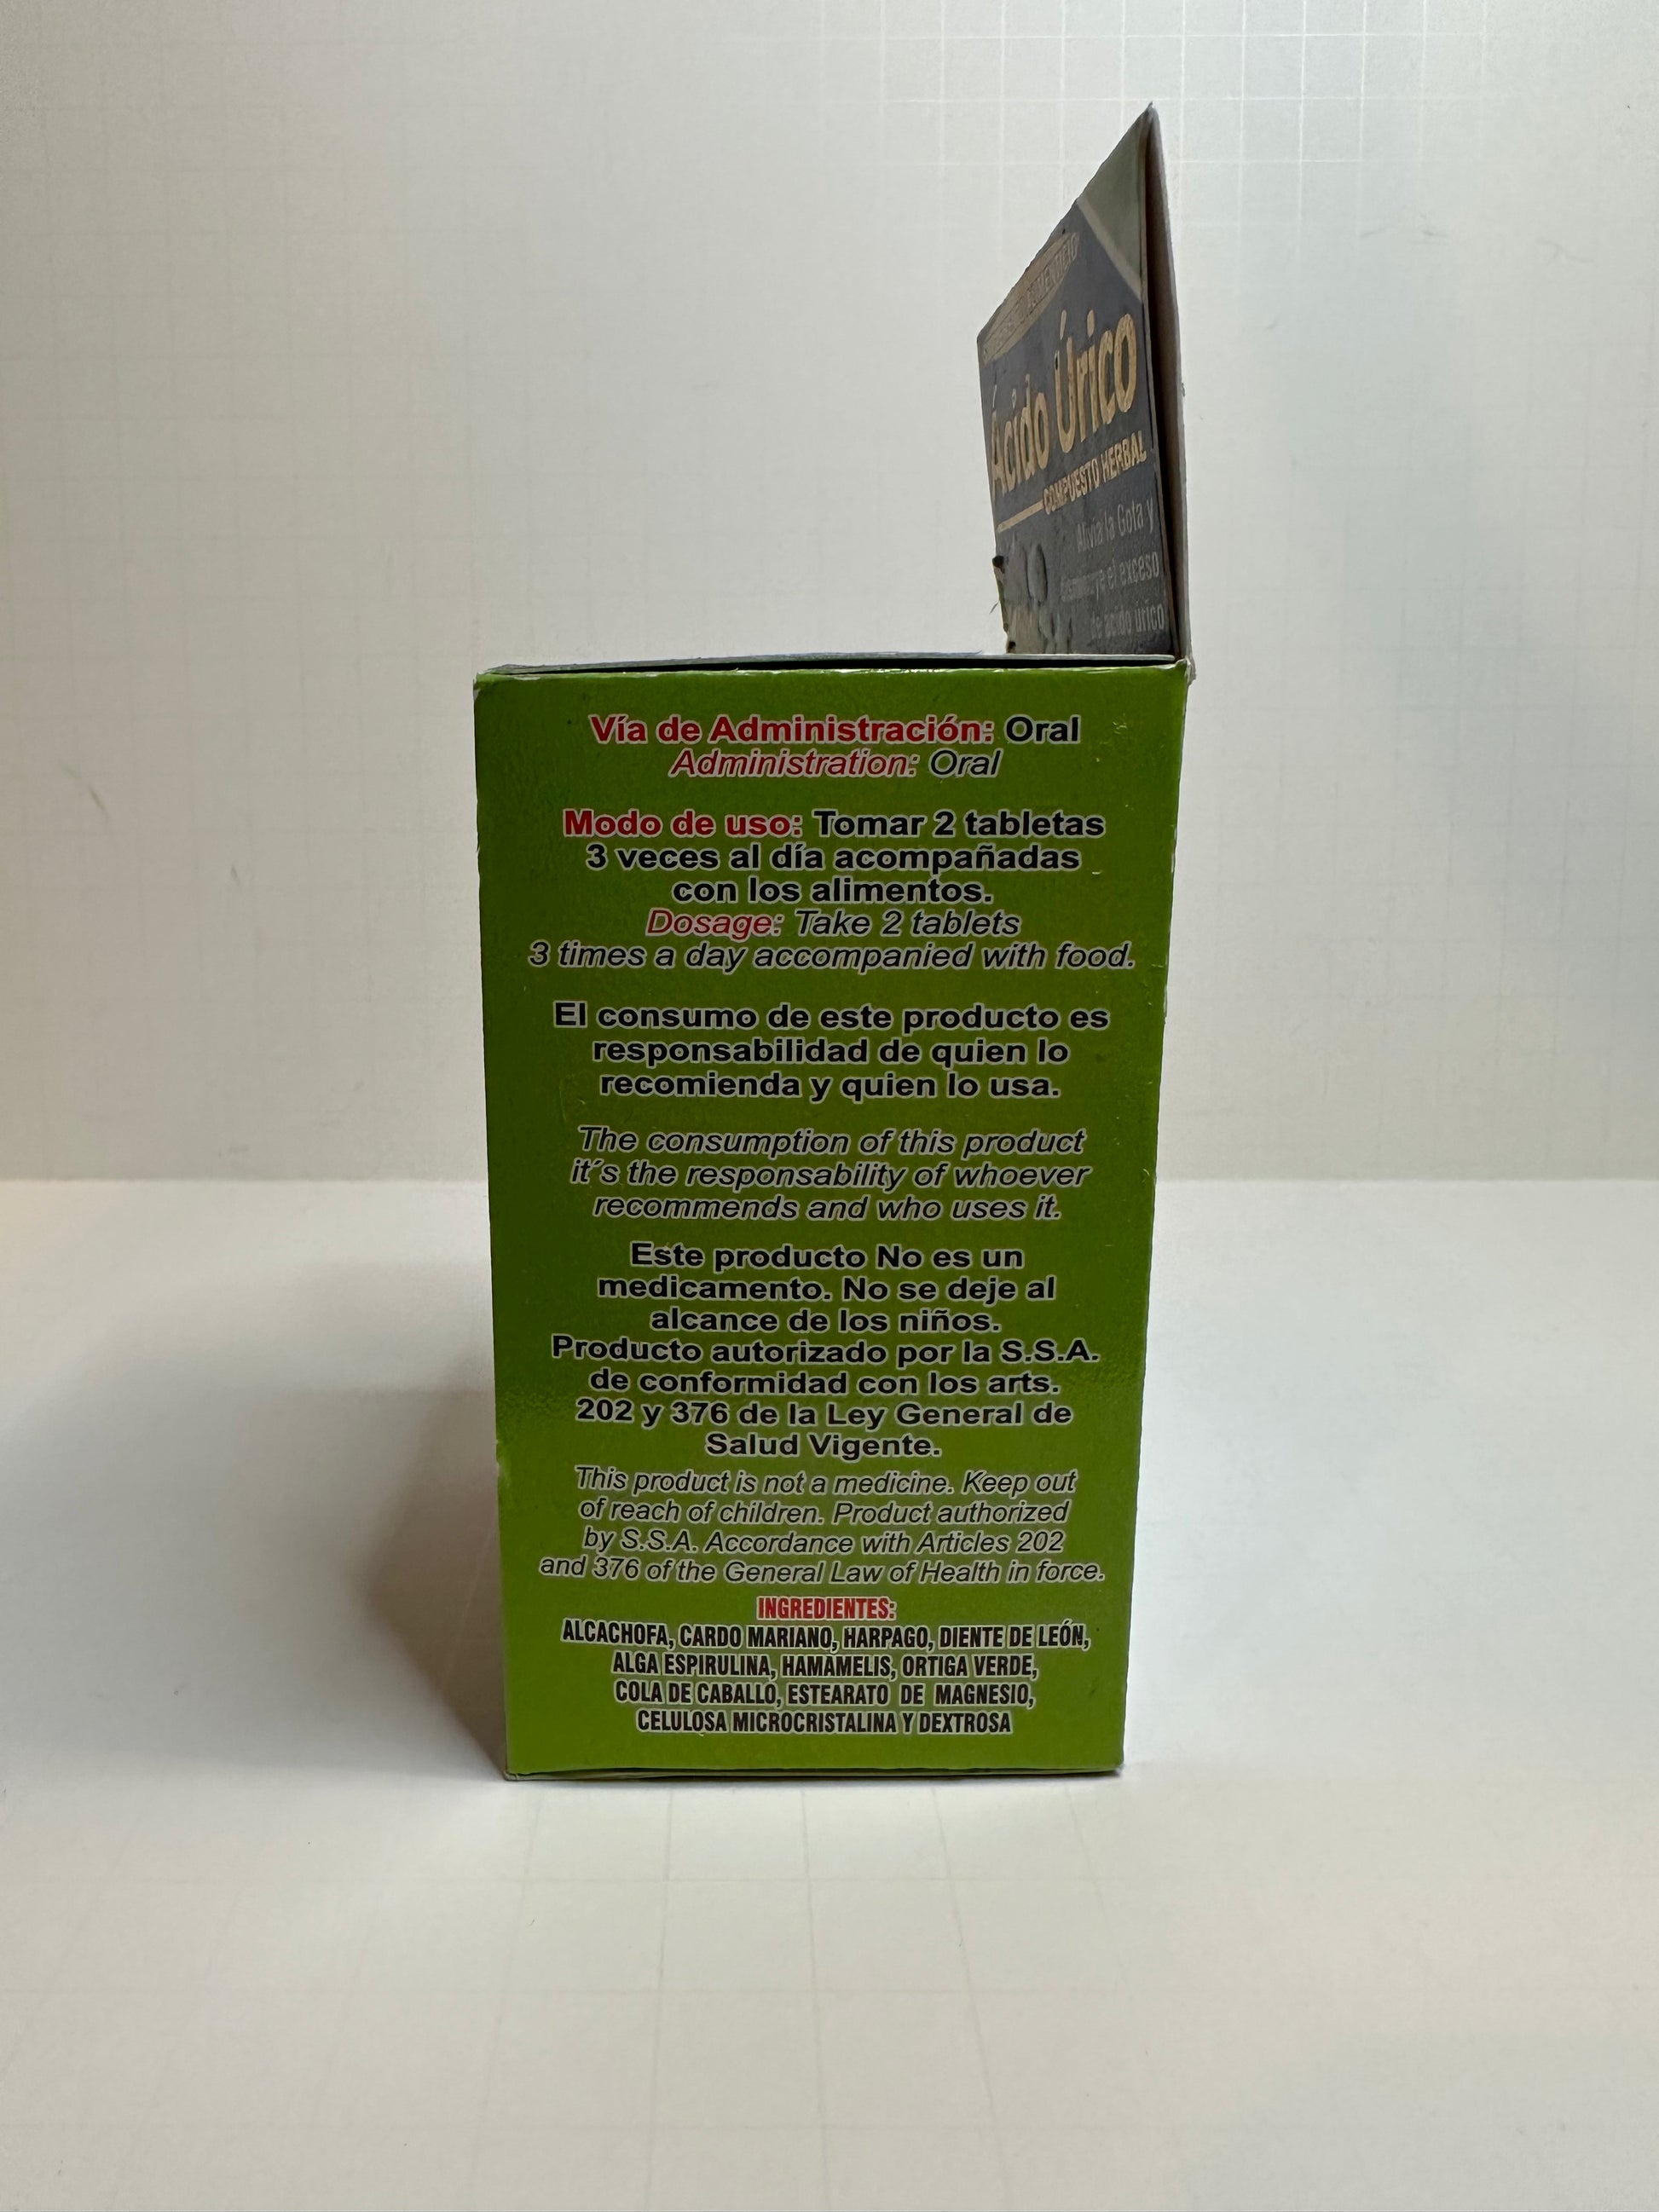 Ácido Úrico
COMPUESTO HERBAL
Alivia la Gota y
disminuye el exceso
de ácido úrico
Vía de Administración: Oral
Administration: Oral
Modo de uso: Tomar 2 tabletas
3 veces al día acompañadas
con los alimentos.
Dosage: Take 2 tablets
3 times a day accompanied with food.
El consumo de este producto es
responsabilidad de quien lo
recomienda y quien lo usa.
The consumption of this product
it´s the responsability of whoever
recommends and who uses it.
Este producto No es un
medicamento. No se deje al
alcance de los niños.
Producto autorizado por la S.S.A.
de conformidad con los arts.
202 y 376 de la Ley General de
Salud Vigente.
This product is not a medicine. Keep out
of reach of children. Product authorized
by S.S.A. Accordance with Articles 202
and 376 of the General Law of Health in force.
INGREDIENTES:
ALCACHOFA, CARDO MARIANO, HARPAGO, DIENTE DE LEÓN,
ALGA ESPIRULINA, HAMAMELIS, ORTIGA VERDE,
COLA DE CABALLO, ESTEARATO DE MAGNESIO,
CELULOSA MICROCRISTALINA Y DEXTROSA